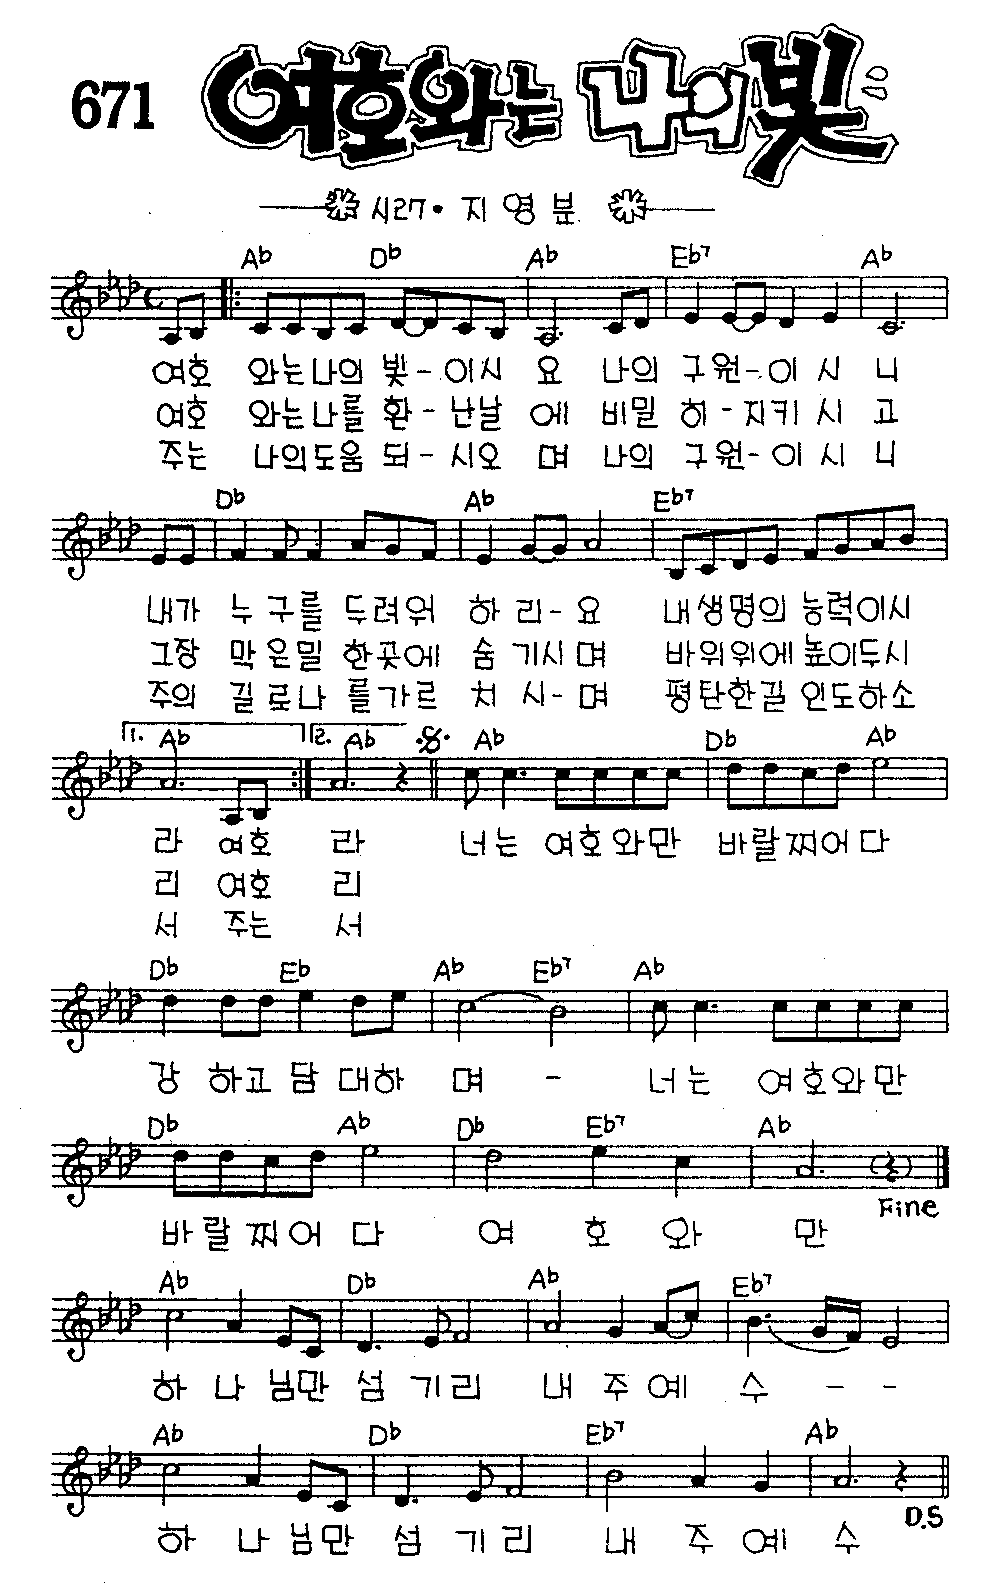 671 여호와는 나의 빛
시27 · 지영분
Ab Db Ab Eb7 Ab
여호 와는나의 빛 - 이시 요 나의 구원 - 이 시 니
여호 와는나를 환 - 난날 에 비밀 히 - 지키 시 고
주는 나의도움 되 - 시오 며 나의 구원 - 이 시 니
Db Ab Eb7
내가 누 구를 두려워 하 리 - 요 내생명의 능력이시
그장 막은밀 한곳에 숨 기시며 바위위에 높이두시
주의 길로나 를가르 치 시 - 며 평탄한길 인도하소
1. Ab 2. Ab Ab Db Ab
라 여호 라 너는 여호와만 바랄찌어다
리 여호 리
서 주는 서
Db Eb Ab Eb7 Ab
강 하고 담 대하 며 - 너는 여호와만
Db Ab Db Eb7 Ab
Fine
바랄찌어 다 여 호 와 만
Ab Db Ab Eb7
하 나 님만 섬 기리 내 주 예 수 - -
Ab Db Eb7 Ab
D.S
하 나 님만 섬 기 리 내 주 예 수